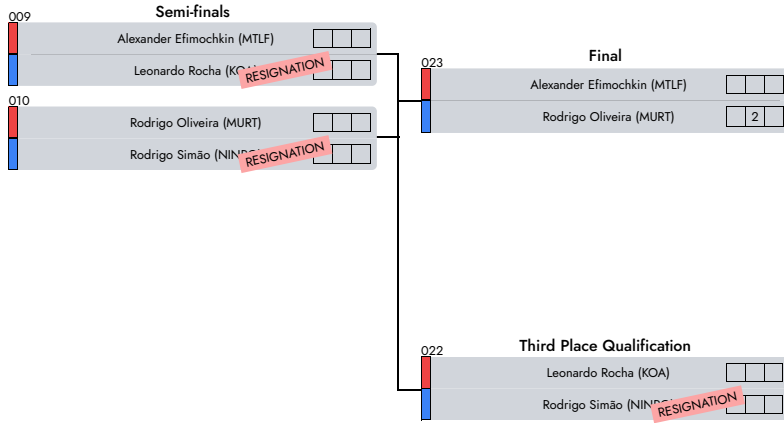 Semi-finals
009
Alexander Efimochkin (MTLF)
Leonardo Rocha (KOA)
RESIGNATION
010
Rodrigo Oliveira (MURT)
Rodrigo Simão
RESIGNATION
Final
023
Alexander Efimochkin (MTLF)
Rodrigo Oliveira (MURT) 2
Third Place Qualification
022
Leonardo Rocha (KOA)
Rodrigo Simão
RESIGNATION